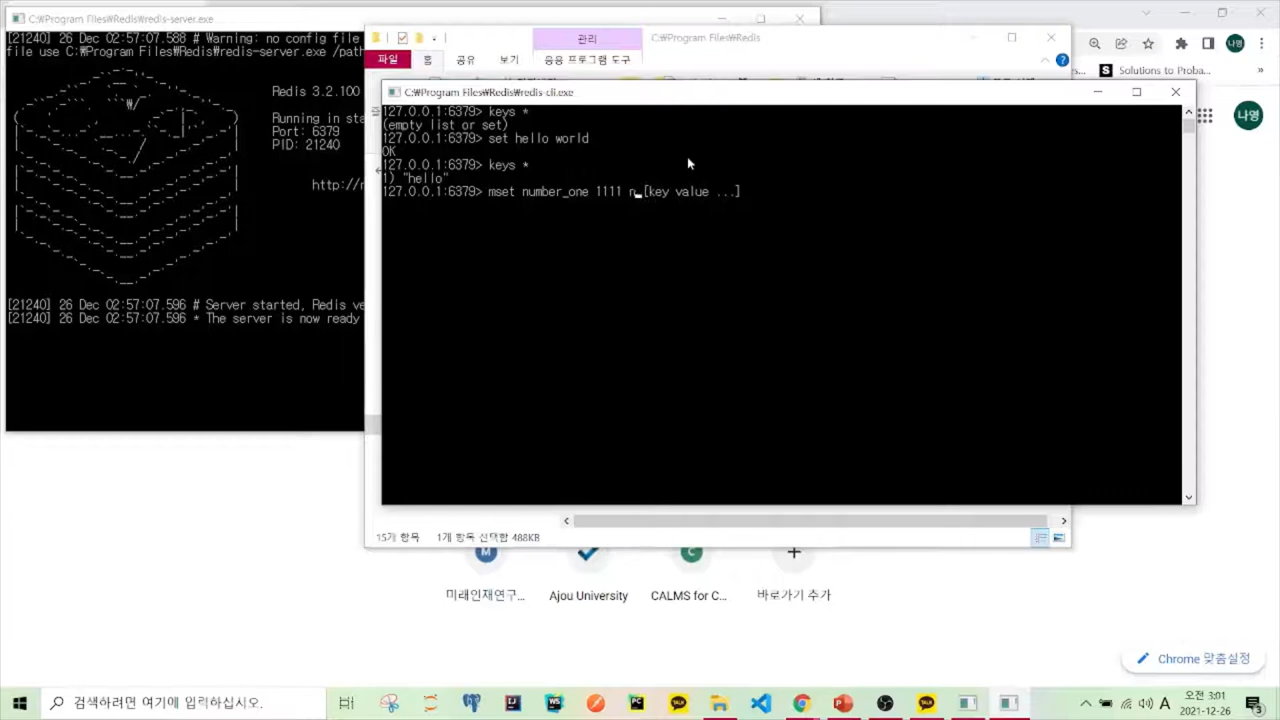 C:₩Program Files₩Redis₩redis-server.exe
[21240] 26 Dec 02:57:07.588 # Warning: no config file
file use C:₩Program Files₩Redis₩redis-server.exe /path
Redis 3.2.100
Running in sta
Port: 6379
PID: 21240
http://r
[21240] 26 Dec 02:57:07.596 # Server started, Redis ve
[21240] 26 Dec 02:57:07.596 * The server is now ready
관리
C:₩Program Files₩Redis
파일
홈
공유
보기
응용 프로그램 도구
C:₩Program Files₩Redis₩redis-cli.exe
127.0.0.1:6379> keys *
(empty list or set)
127.0.0.1:6379> set hello world
OK
127.0.0.1:6379> keys *
1) "hello"
127.0.0.1:6379> mset number_one 1111 n [key value ...]
15개 항목
1개 항목 선택함 488KB
나영
s...
S
Solutions to Proba...
»
나영
M
C
미래인재연구...
Ajou University
CALMS for C...
바로가기 추가
Chrome 맞춤설정
검색하려면 여기에 입력하십시오.
A
오전 3:01
2021-12-26
3